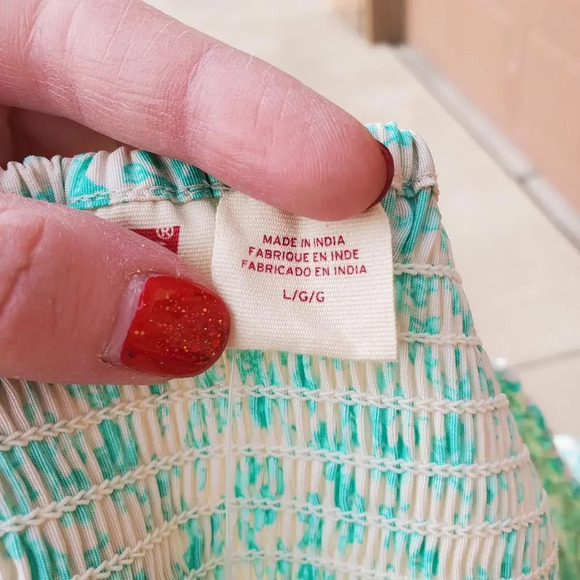 ®
MADE IN INDIA
FABRIQUE EN INDE
FABRICADO EN INDIA
L/G/G